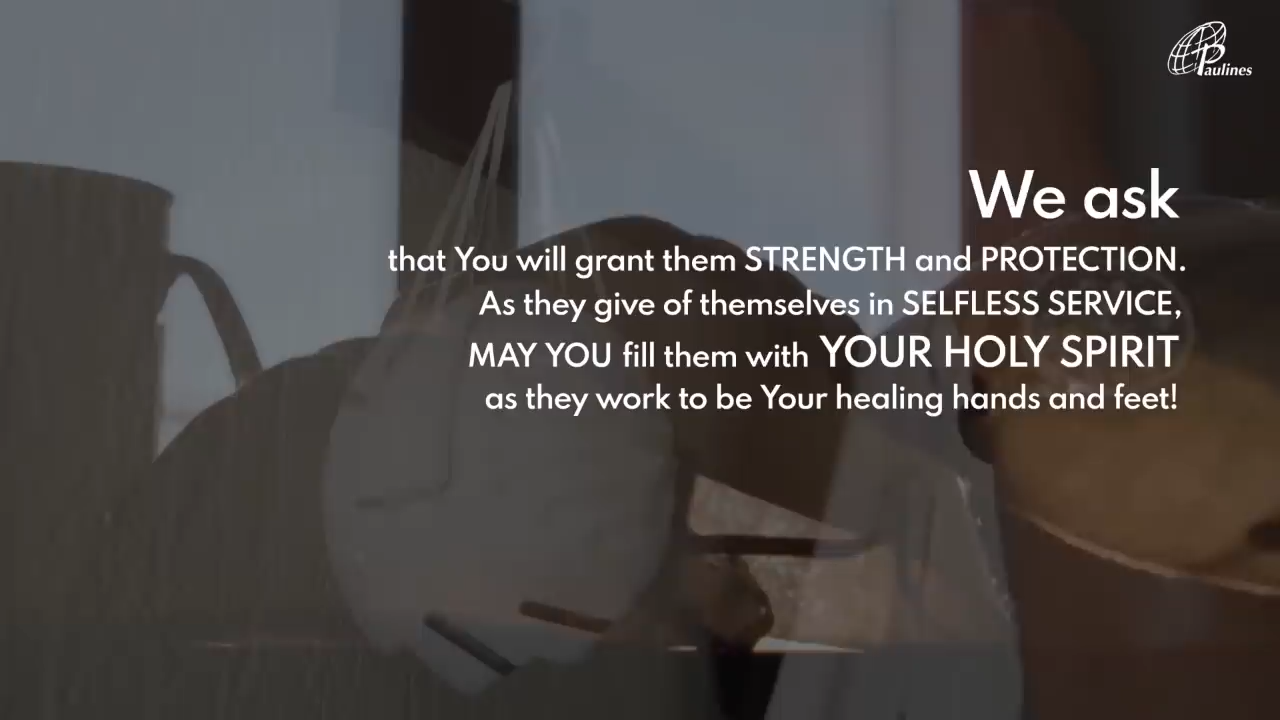 Paulines
We ask
that You will grant them STRENGTH and PROTECTION.
As they give of themselves in SELFLESS SERVICE,
MAY YOU fill them with YOUR HOLY SPIRIT
as they work to be Your healing hands and feet!